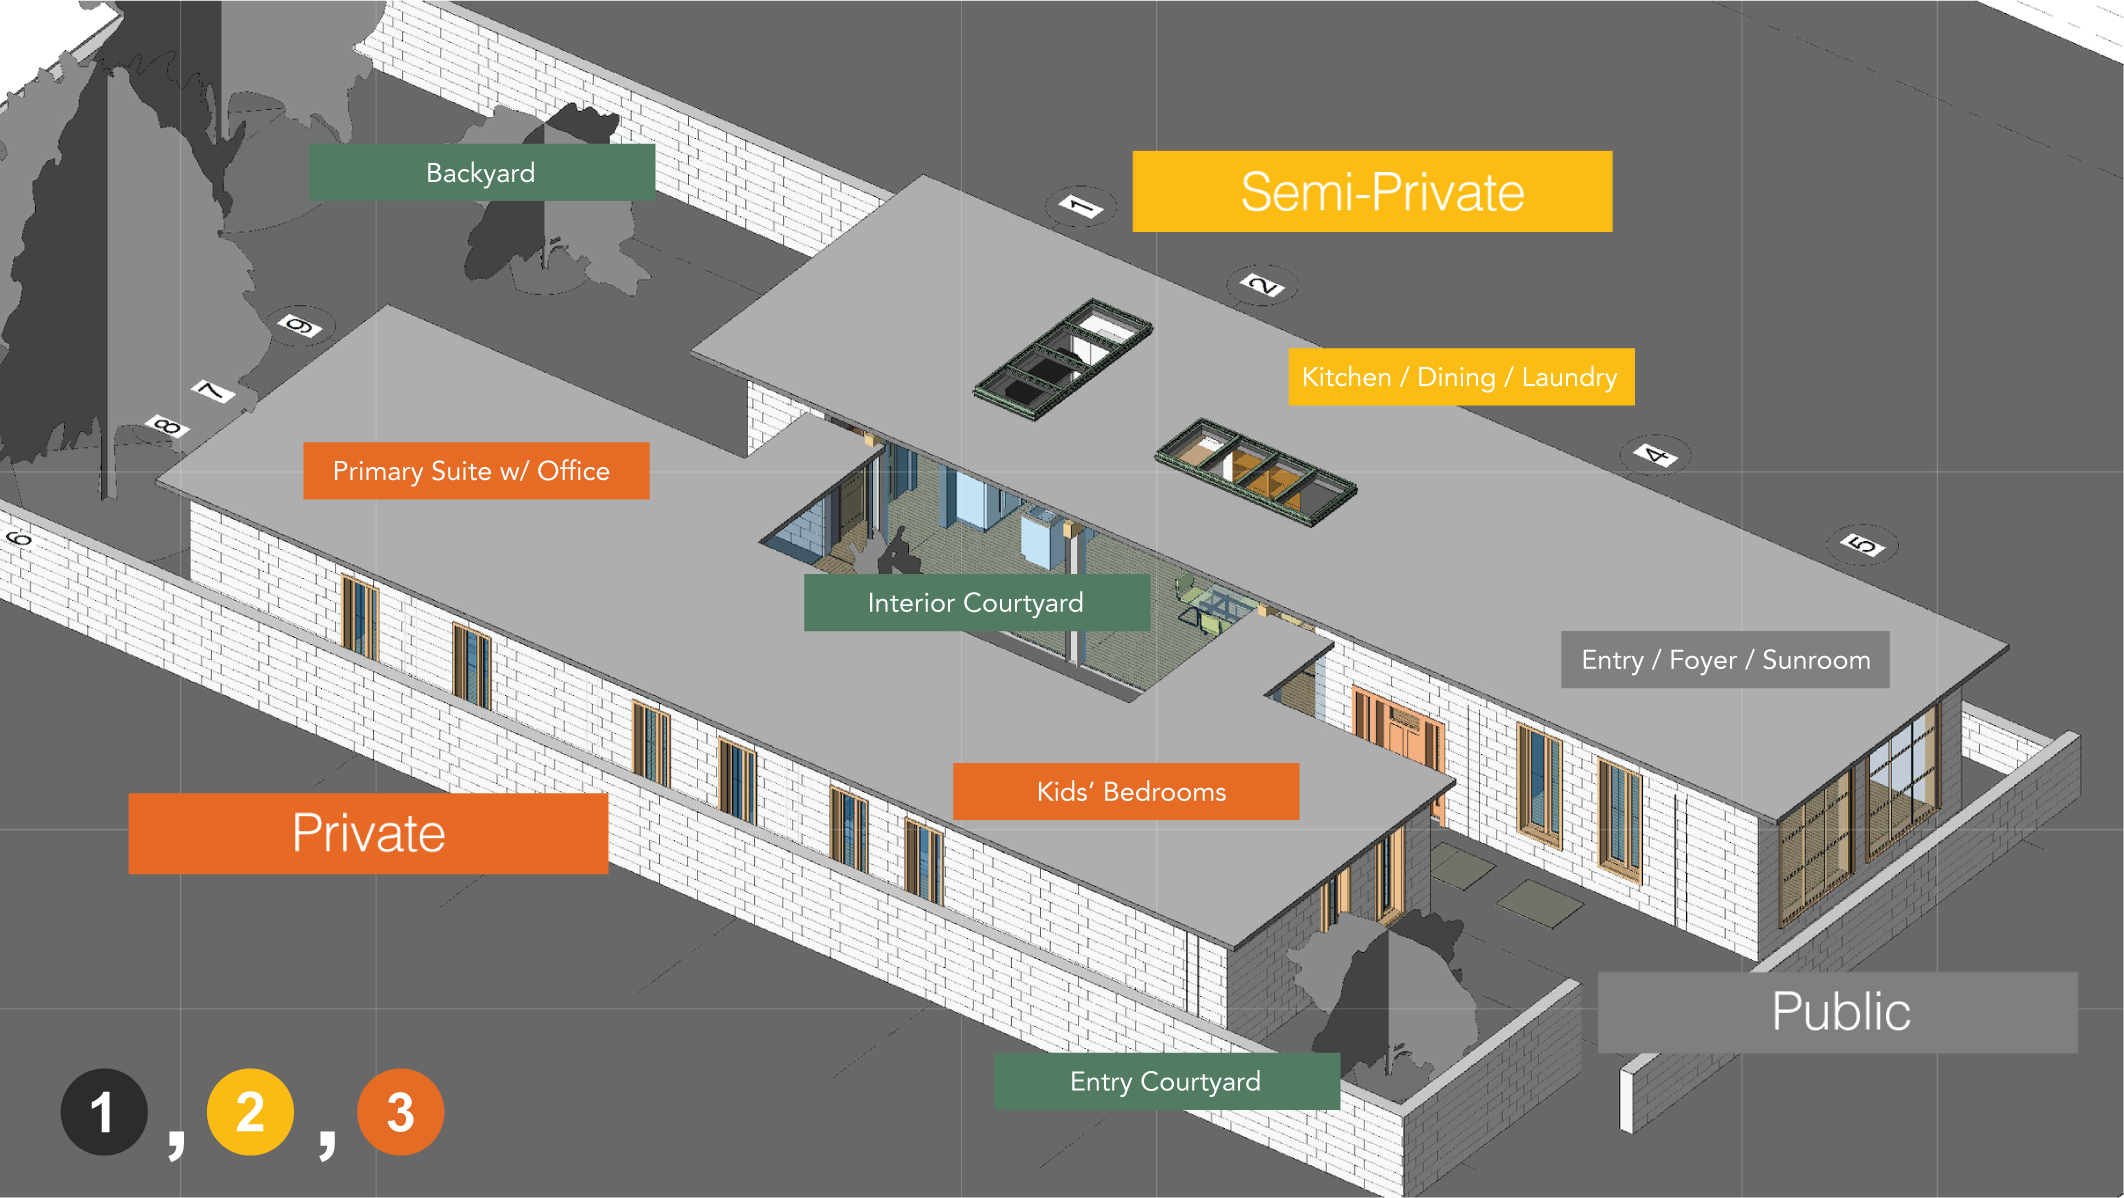 Backyard
Semi-Private
1
2
9
7
8
Kitchen / Dining / Laundry
Primary Suite w/ Office
4
6
5
Interior Courtyard
Entry / Foyer / Sunroom
Kids’ Bedrooms
Private
Public
Entry Courtyard
1 , 2 , 3